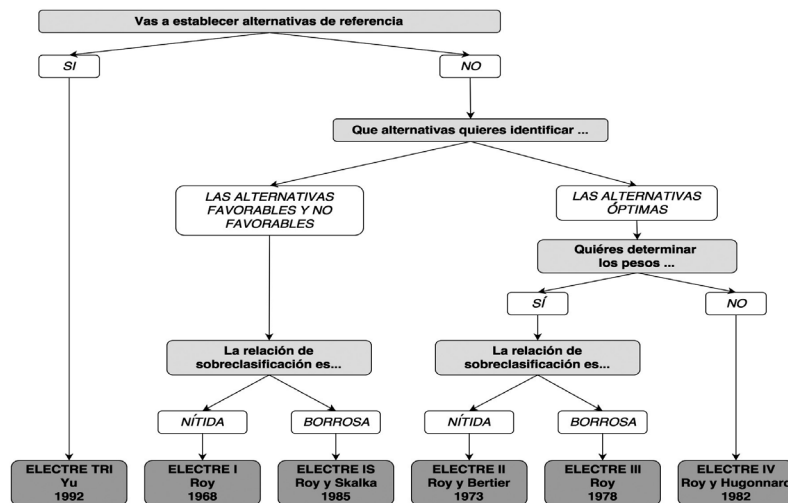 Vas a establecer alternativas de referencia
SI
NO
Que alternativas quieres identificar ...
LAS ALTERNATIVAS
FAVORABLES Y NO
FAVORABLES
LAS ALTERNATIVAS
ÓPTIMAS
Quiéres determinar
los pesos ...
SÍ
NO
La relación de
sobreclasificación es...
La relación de
sobreclasificación es...
NÍTIDA
BORROSA
NÍTIDA
BORROSA
ELECTRE TRI
Yu
1992
ELECTRE I
Roy
1968
ELECTRE IS
Roy y Skalka
1985
ELECTRE II
Roy y Bertier
1973
ELECTRE III
Roy
1978
ELECTRE IV
Roy y Hugonnard
1982